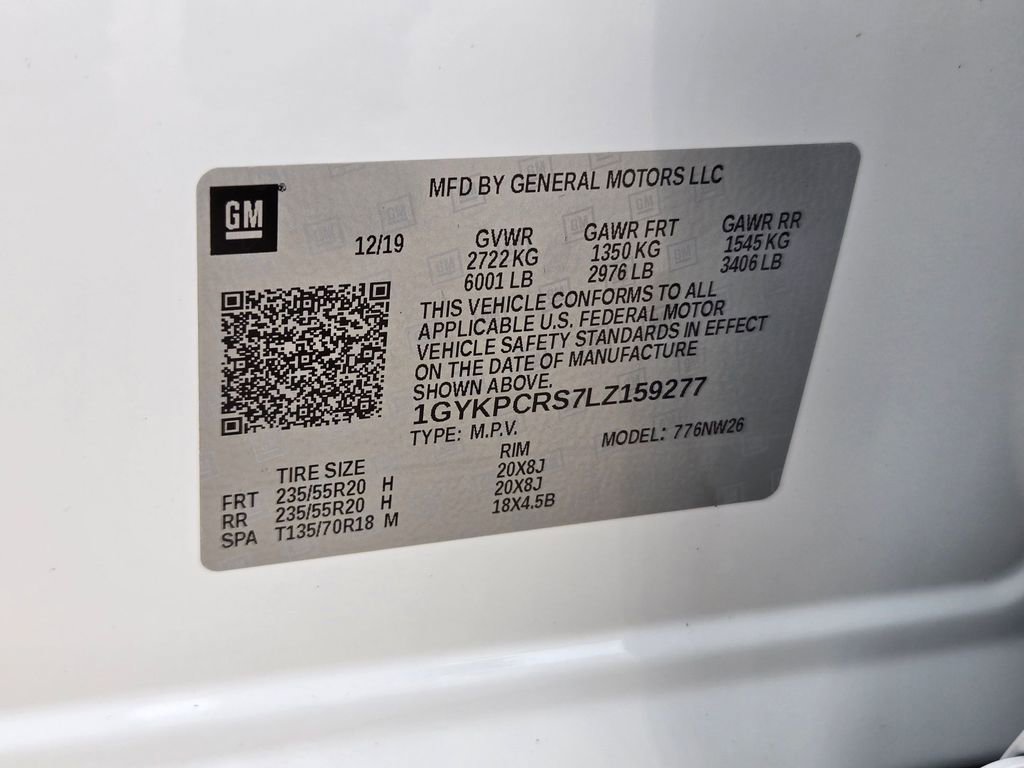 GM
MFD BY GENERAL MOTORS LLC
12/19
GVWR
2722 KG
6001 LB
GAWR FRT
1350 KG
2976 LB
GAWR RR
1545 KG
3406 LB
THIS VEHICLE CONFORMS TO ALL
APPLICABLE U.S. FEDERAL MOTOR
VEHICLE SAFETY STANDARDS IN EFFECT
ON THE DATE OF MANUFACTURE
SHOWN ABOVE.
1GYKPCRS7LZ159277
TYPE: M.P.V.
MODEL: 776NW26
TIRE SIZE RIM
FRT 235/55R20 H 20X8J
RR 235/55R20 H 20X8J
SPA T135/70R18 M 18X4.5B